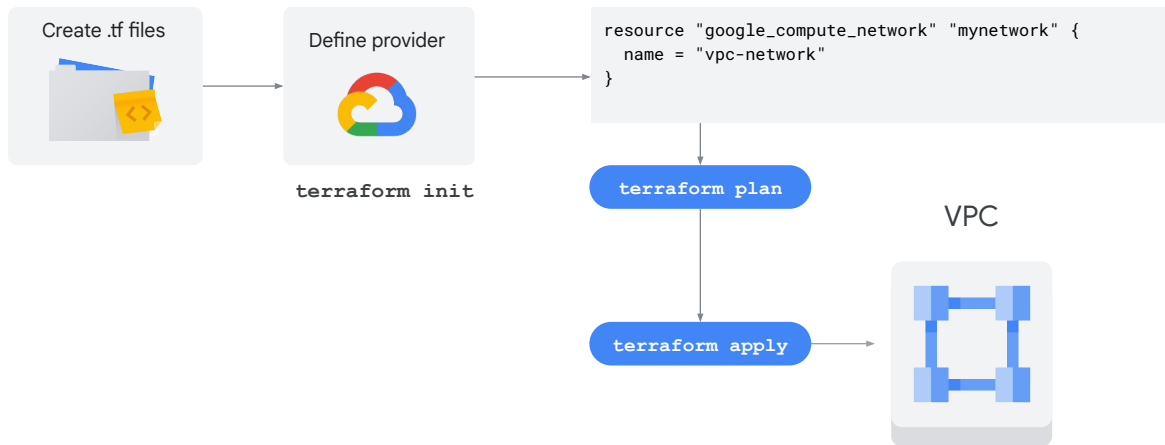 Create .tf files
Define provider
terraform init
resource "google_compute_network" "mynetwork" {
  name = "vpc-network"
}
terraform plan
VPC
terraform apply